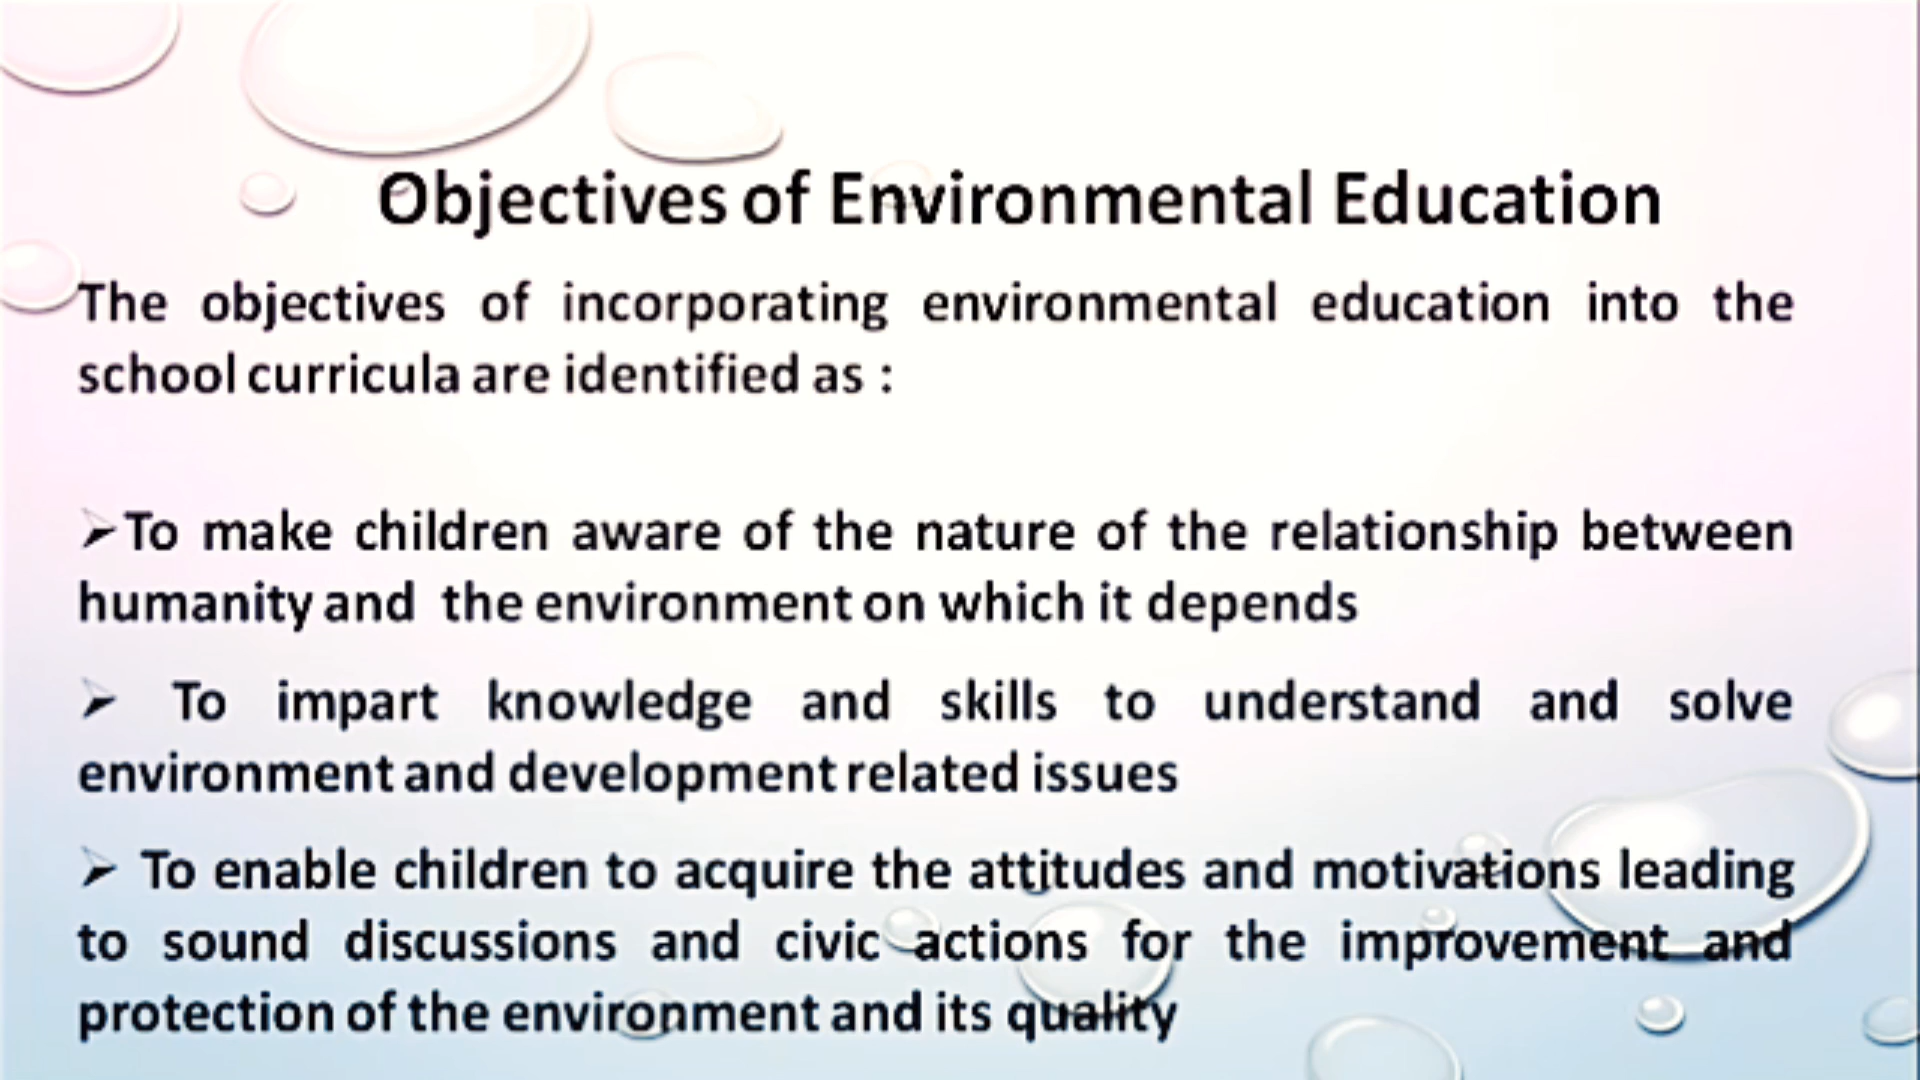 Objectives of Environmental Education
The objectives of incorporating environmental education into the
school curricula are identified as :
➢To make children aware of the nature of the relationship between
humanity and the environment on which it depends
➢ To impart knowledge and skills to understand and solve
environment and development related issues
➢ To enable children to acquire the attitudes and motivations leading
to sound discussions and civic actions for the improvement and
protection of the environment and its quality